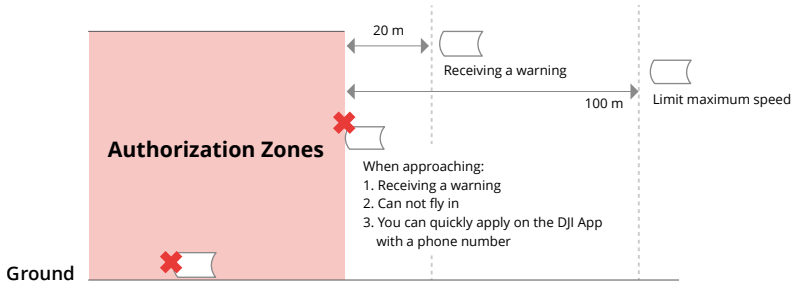 20 m
Receiving a warning
100 m
Limit maximum speed
Authorization Zones
When approaching:
1. Receiving a warning
2. Can not fly in
3. You can quickly apply on the DJI App
with a phone number
Ground